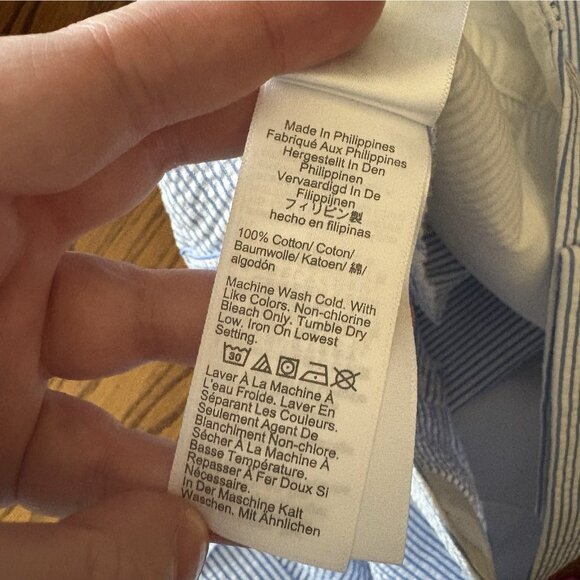 Made In Philippines
Fabriqué Aux Philippines
Hergestellt In Den
Philippinen
Vervaardigd In De
Filippijnen
フィリピン製
hecho en filipinas
100% Cotton/ Coton/
Baumwolle/ Katoen/ 綿/
algodón
Machine Wash Cold. With
Like Colors. Non-chlorine
Bleach Only. Tumble Dry
Low. Iron On Lowest
Setting.
30
Laver À La Machine À
L'eau Froide. Laver En
Séparant Les Couleurs.
Seulement Agent De
Blanchiment Non-chlore.
Sécher À La Machine À
Basse Température.
Repasser À Fer Doux Si
Nécessaire.
In Der Maschine Kalt
Waschen. Mit Ähnlichen